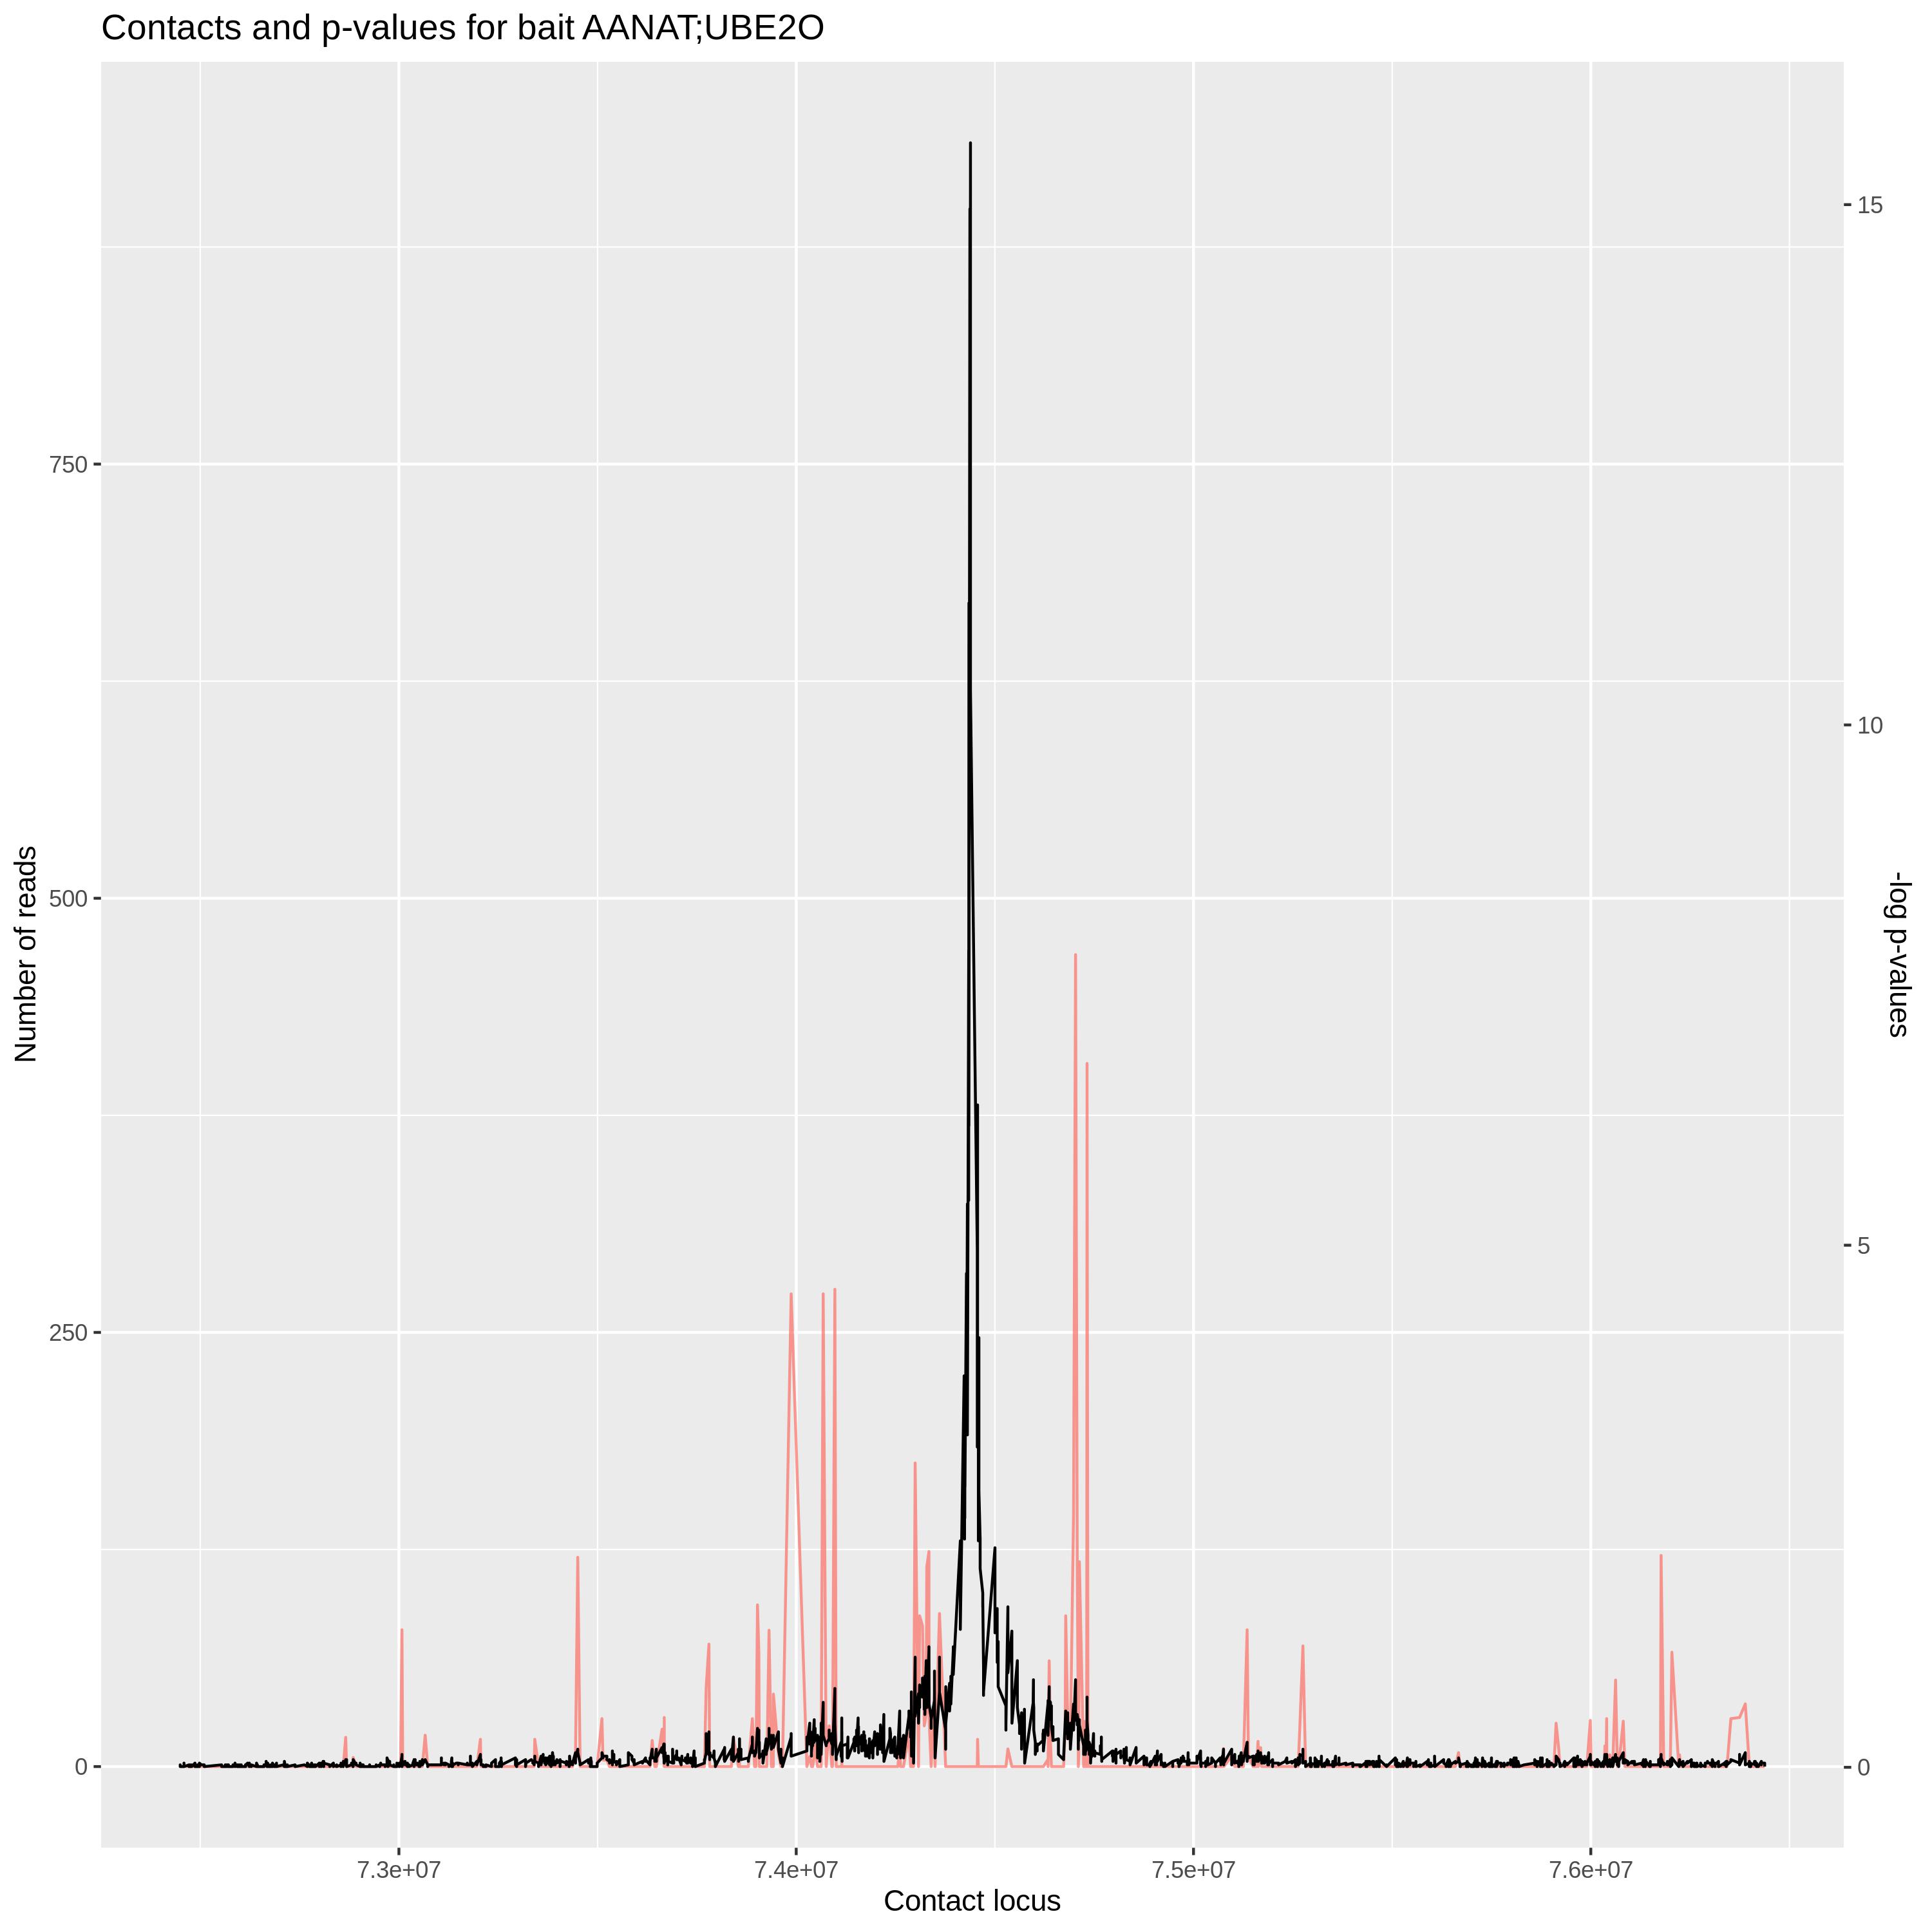 Contacts and p-values for bait AANAT;UBE2O
Number of reads
750
500
250
0
15
10
5
0
-log p-values
7.3e+07 7.4e+07 7.5e+07 7.6e+07
Contact locus